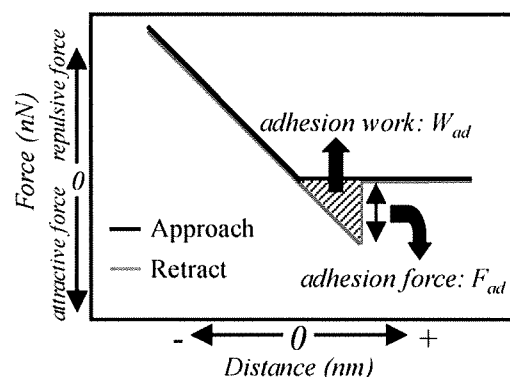 Force (nN)
attractive force 0 repulsive force
adhesion work: W_ad
Approach
Retract
adhesion force: F_ad
- 0 +
Distance (nm)